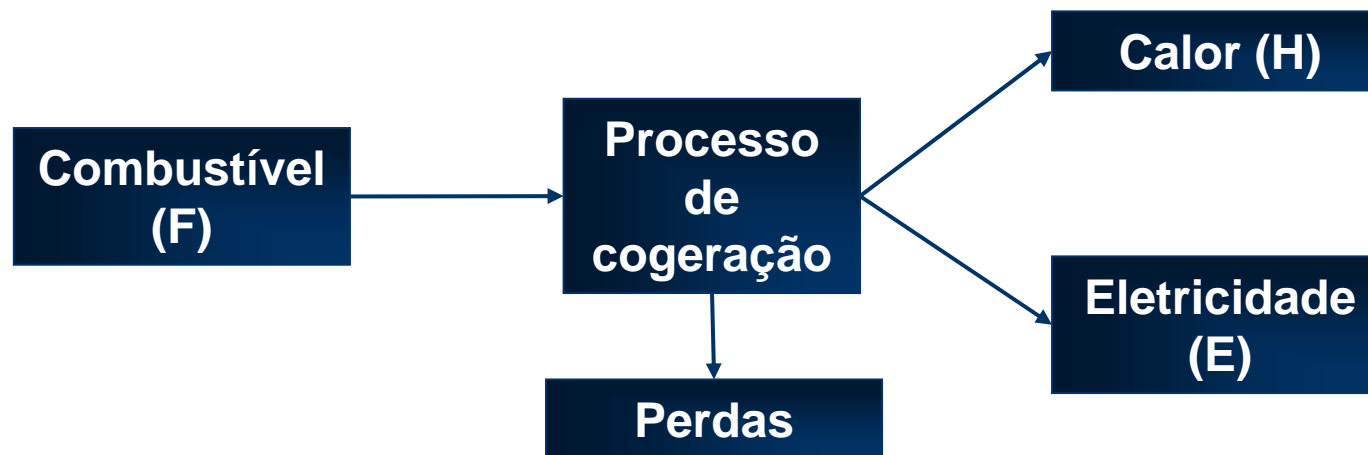 Combustível
(F)
Processo
de
cogeração
Calor (H)
Eletricidade
(E)
Perdas